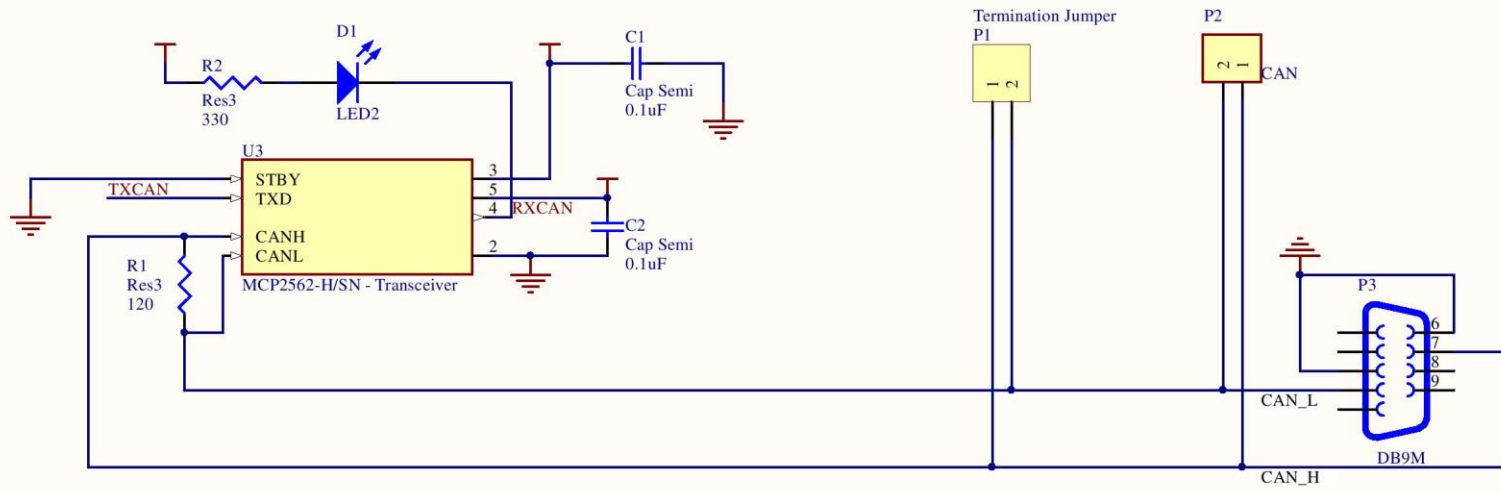 Termination Jumper
P1
1
2
P2
2
1
CAN
D1
LED2
R2
Res3
330
C1
Cap Semi
0.1uF
U3
STBY
TXD
CANH
CANL
3
5
4
2
MCP2562-H/SN - Transceiver
TXCAN
RXCAN
C2
Cap Semi
0.1uF
R1
Res3
120
P3
6
7
8
9
DB9M
CAN_L
CAN_H